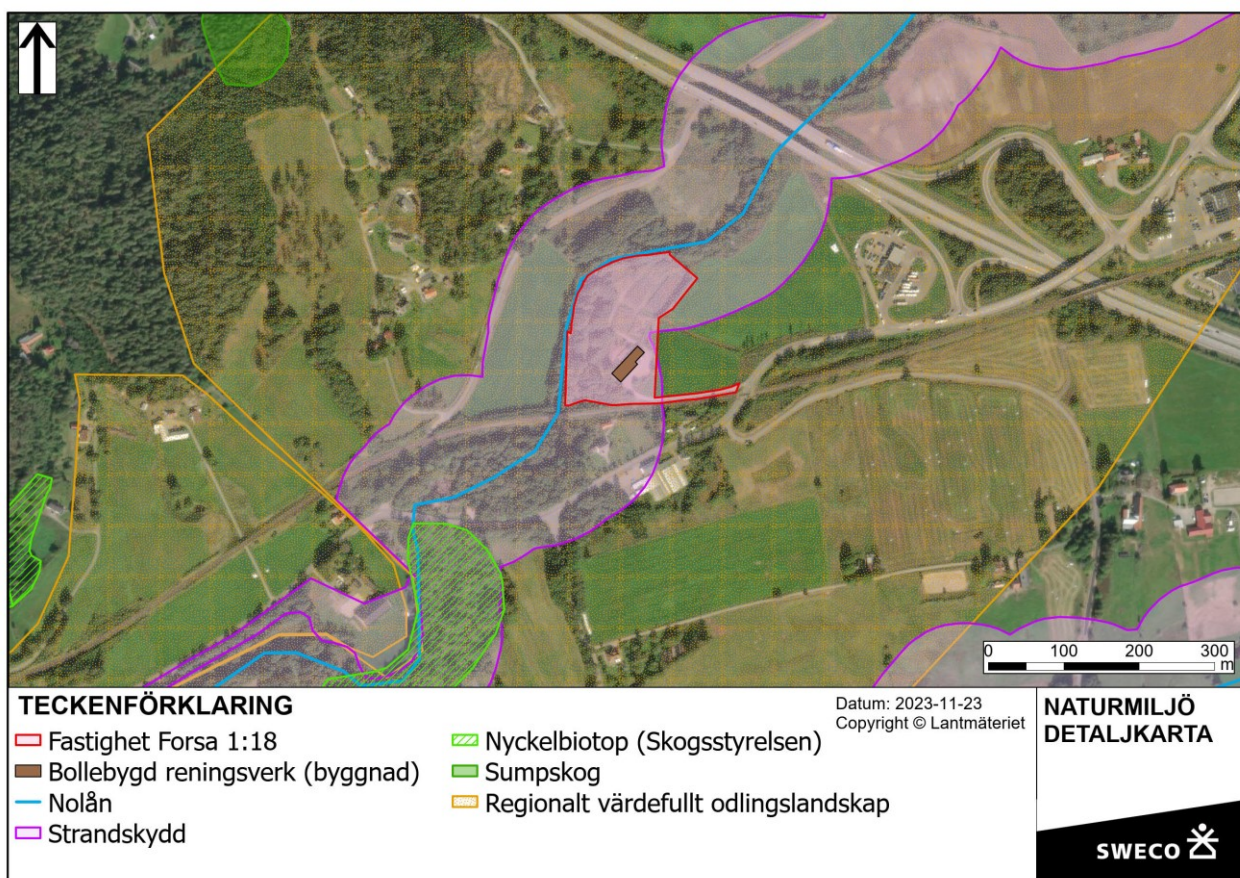 0 100 200 300
m
TECKENFÖRKLARING
Fastighet Forsa 1:18
Bollebygd reningsverk (byggnad)
Nolån
Strandskydd
Nyckelbiotop (Skogsstyrelsen)
Sumpskog
Regionalt värdefullt odlingslandskap
Datum: 2023-11-23
Copyright © Lantmäteriet
NATURMILJÖ
DETALJKARTA
SWECO